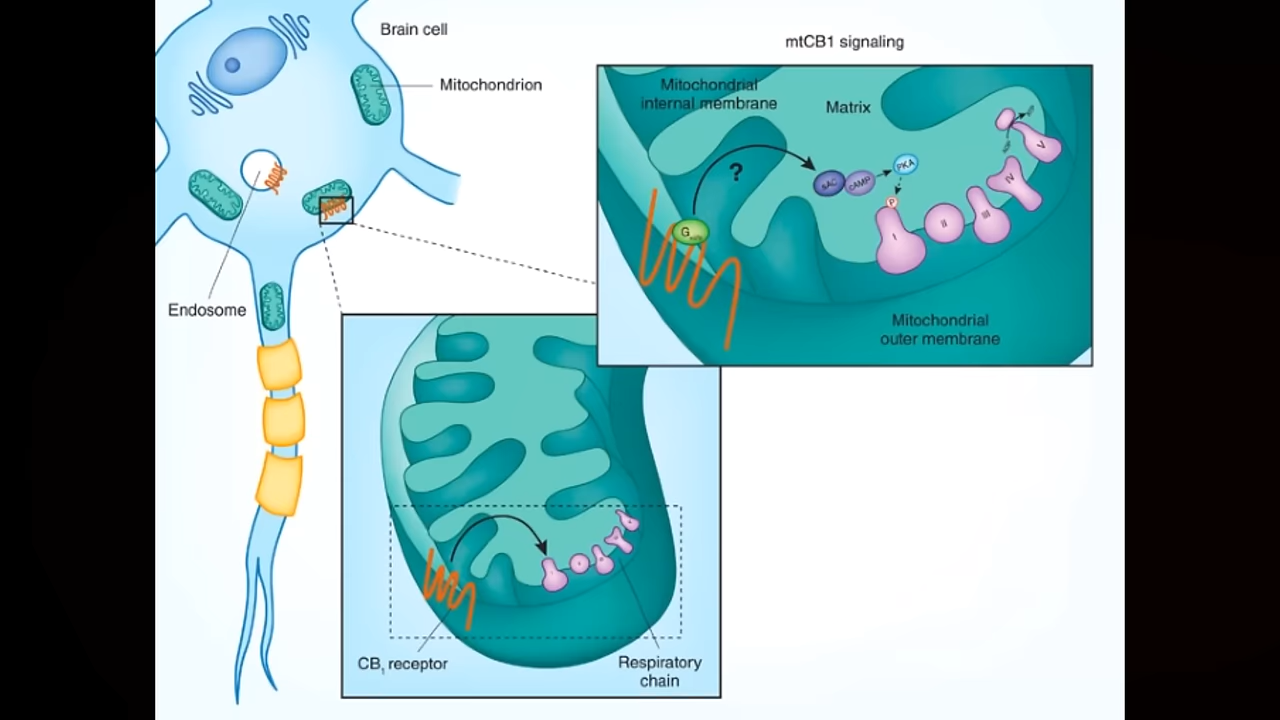 Brain cell
Mitochondrion
Endosome
mtCB1 signaling
Mitochondrial
internal membrane
Matrix
?
sAC
cAMP
PKA
P
G
I
II
III
IV
V
Mitochondrial
outer membrane
CB₁ receptor
Respiratory
chain